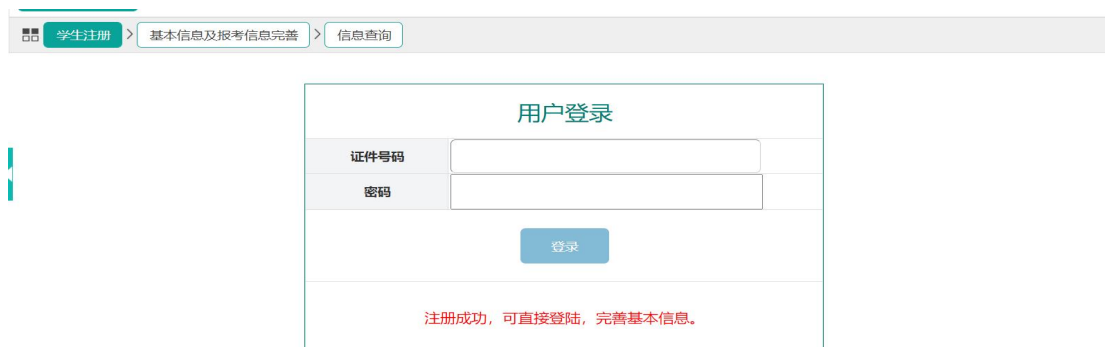 学生注册 > 基本信息及报考信息完善 > 信息查询
用户登录
证件号码
密码
登录
注册成功，可直接登陆，完善基本信息。